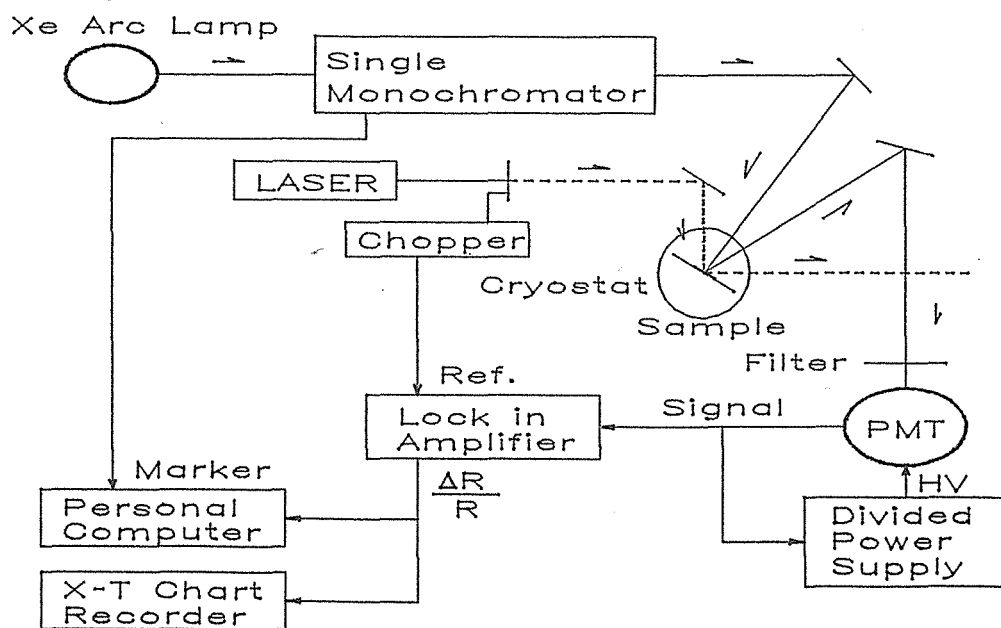 Xe Arc Lamp
Single
Monochromator
LASER
Chopper
Cryostat
Sample
Filter
Ref.
Signal
Lock in
Amplifier
PMT
Marker
ΔR
R
HV
Personal
Computer
Divided
Power
Supply
X-T Chart
Recorder